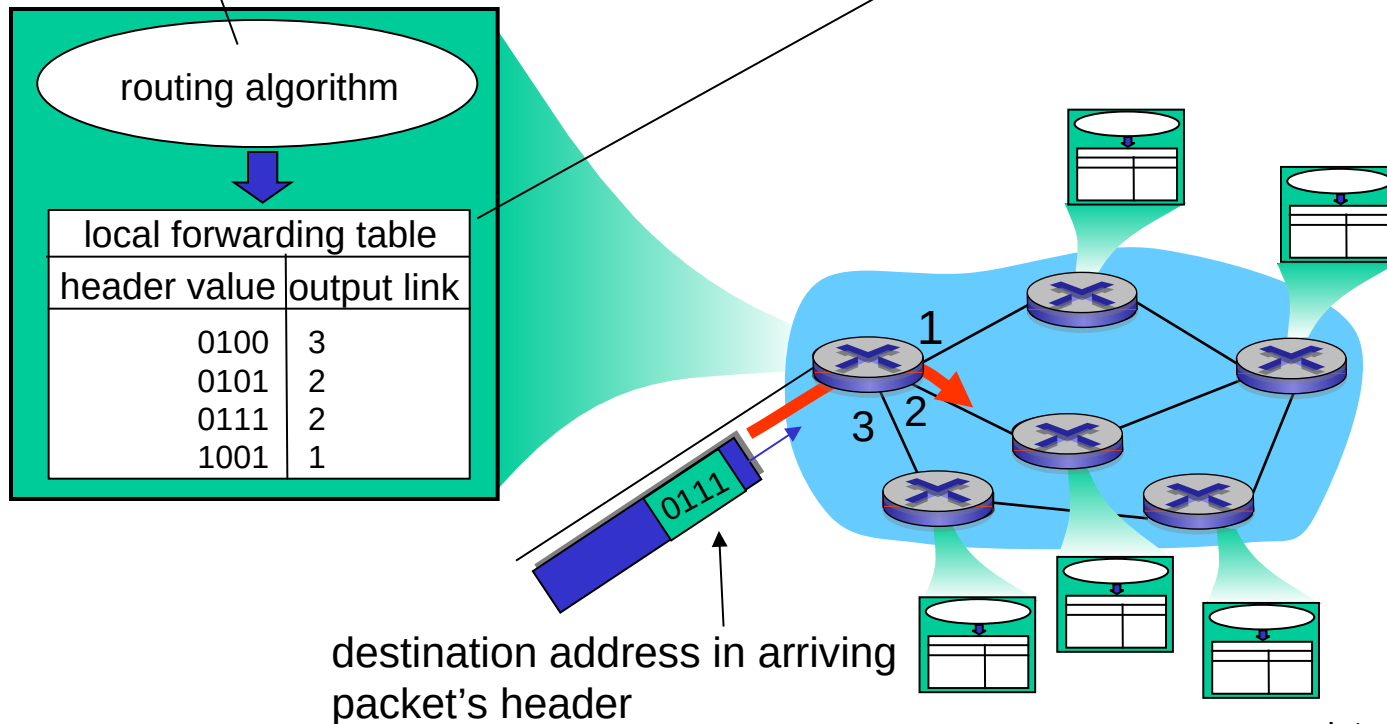 routing algorithm
local forwarding table
header value output link
0100 3
0101 2
0111 2
1001 1
1
2
3
0111
destination address in arriving
packet's header